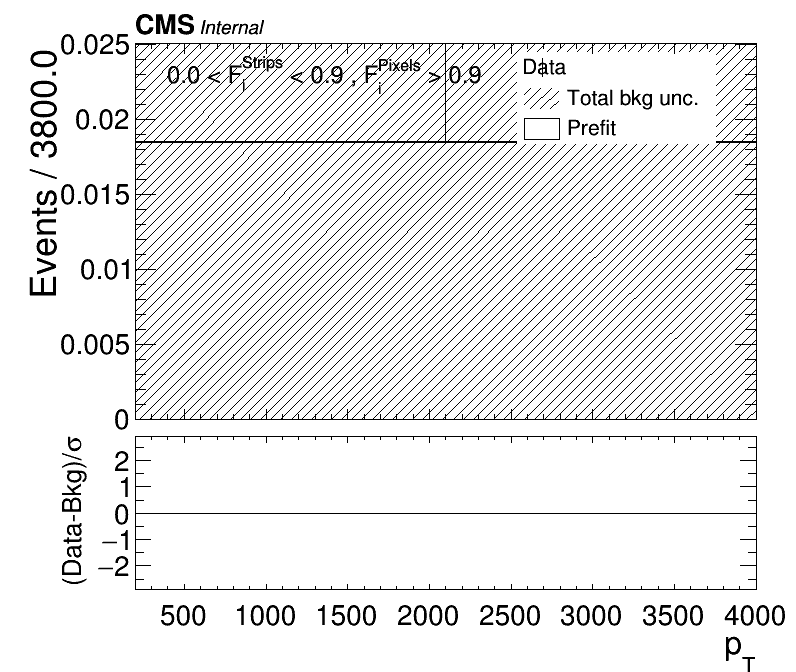 CMS Internal
0.0 < F_i^Strips < 0.9 , F_i^Pixels > 0.9
Data
Total bkg unc.
Prefit
Events / 3800.0
0.025
0.02
0.015
0.01
0.005
0
(Data-Bkg)/σ
2
1
0
−1
−2
500 1000 1500 2000 2500 3000 3500 4000
p_T